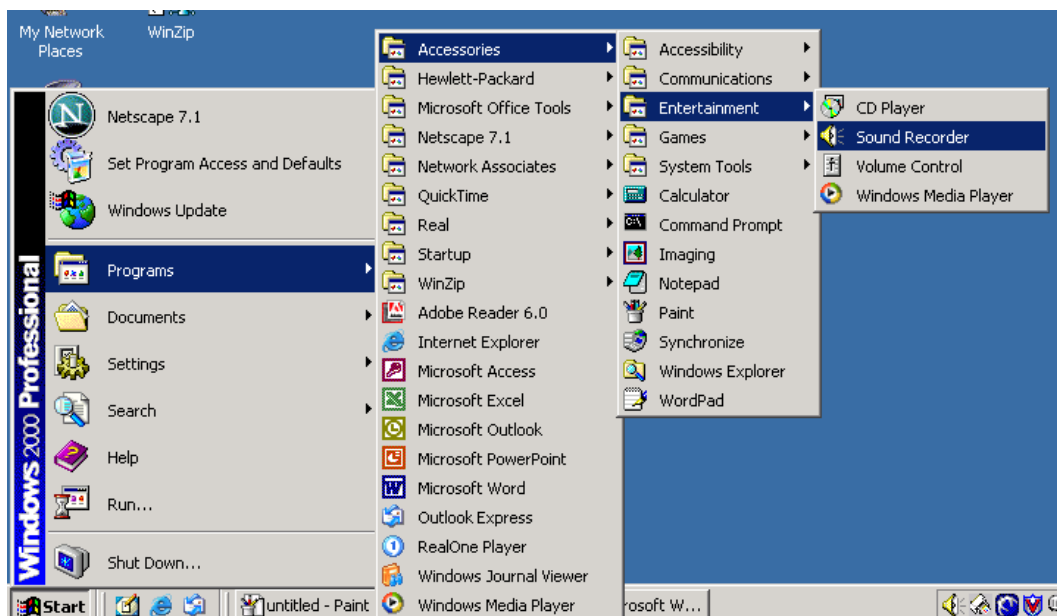 My Network
Places
WinZip
Netscape 7.1
Set Program Access and Defaults
Windows Update
Programs
Documents
Settings
Search
Help
Run...
Shut Down...
Windows 2000 Professional
Accessories
Hewlett-Packard
Microsoft Office Tools
Netscape 7.1
Network Associates
QuickTime
Real
Startup
WinZip
Adobe Reader 6.0
Internet Explorer
Microsoft Access
Microsoft Excel
Microsoft Outlook
Microsoft PowerPoint
Microsoft Word
Outlook Express
RealOne Player
Windows Journal Viewer
Windows Media Player
Accessibility
Communications
Entertainment
Games
System Tools
Calculator
Command Prompt
Imaging
Notepad
Paint
Synchronize
Windows Explorer
WordPad
CD Player
Sound Recorder
Volume Control
Windows Media Player
Start
untitled - Paint
rosoft W...